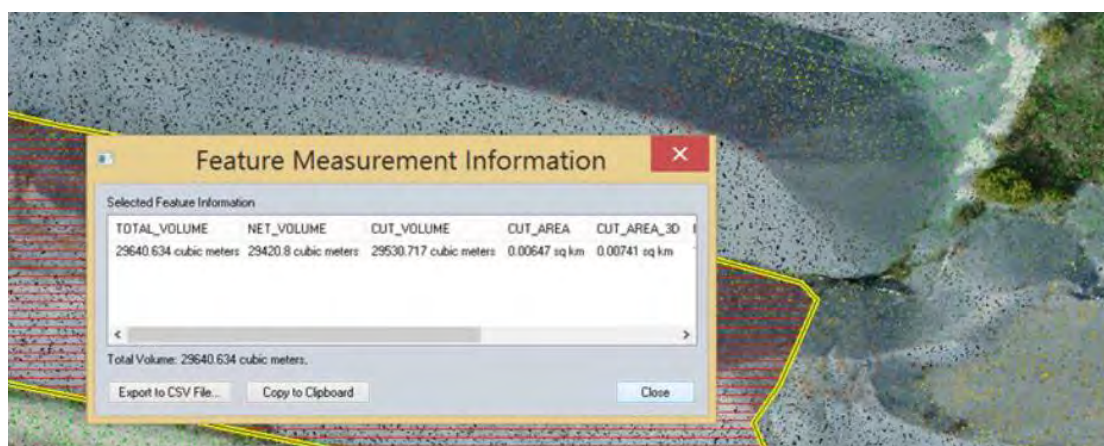 Feature Measurement Information
Selected Feature Information
TOTAL_VOLUME NET_VOLUME CUT_VOLUME CUT_AREA CUT_AREA_3D
29640.634 cubic meters 29420.8 cubic meters 29530.717 cubic meters 0.00647 sq km 0.00741 sq km
Total Volume: 29640.634 cubic meters.
Export to CSV File... Copy to Clipboard Close